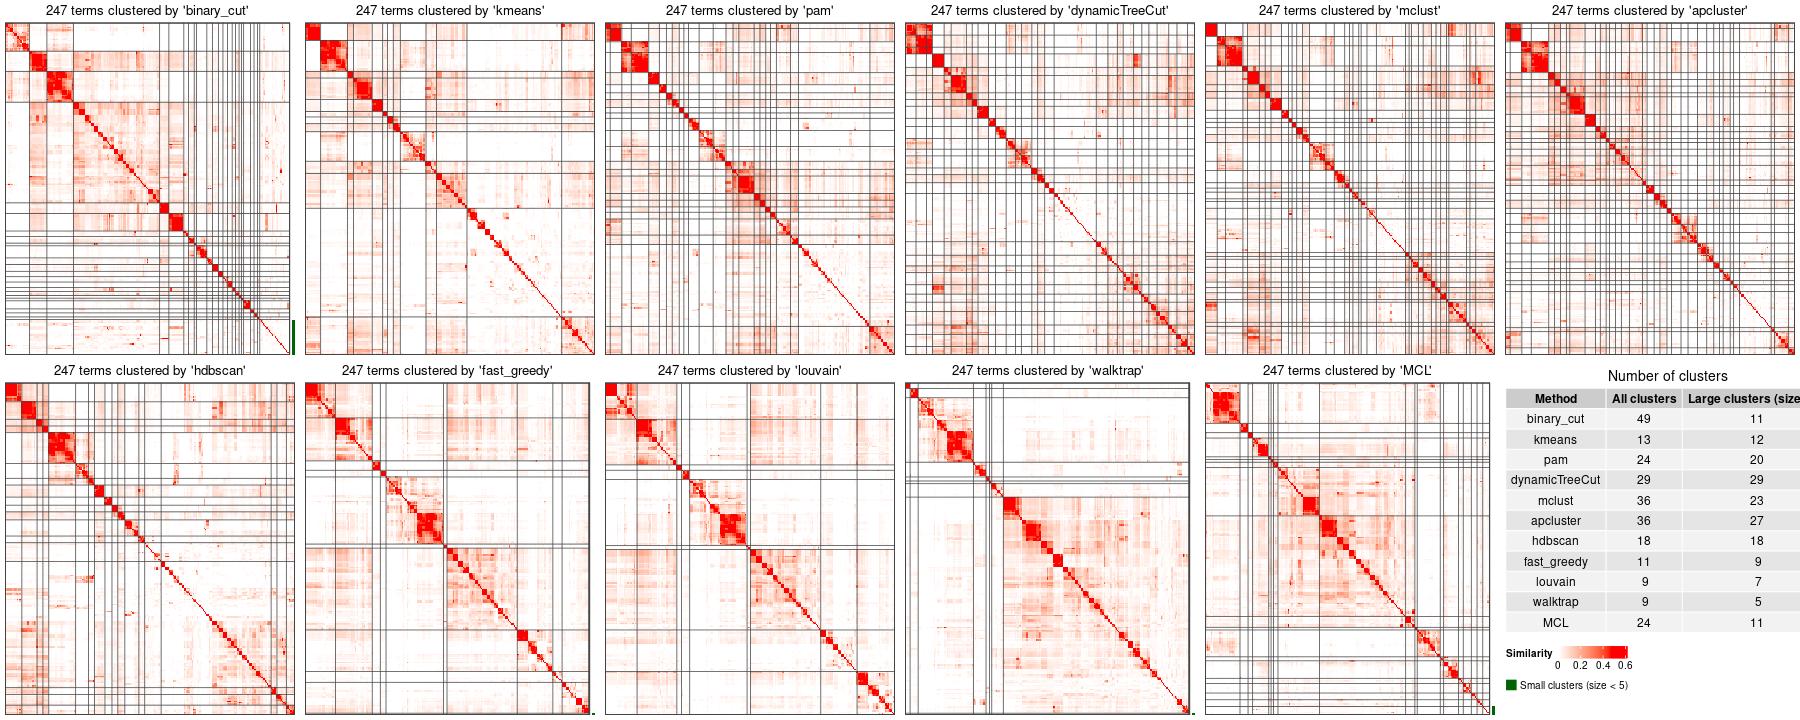 247 terms clustered by 'binary_cut'
247 terms clustered by 'kmeans'
247 terms clustered by 'pam'
247 terms clustered by 'dynamicTreeCut'
247 terms clustered by 'mclust'
247 terms clustered by 'apcluster'
247 terms clustered by 'hdbscan'
247 terms clustered by 'fast_greedy'
247 terms clustered by 'louvain'
247 terms clustered by 'walktrap'
247 terms clustered by 'MCL'
Number of clusters
Method All clusters Large clusters (size
binary_cut 49 11
kmeans 13 12
pam 24 20
dynamicTreeCut 29 29
mclust 36 23
apcluster 36 27
hdbscan 18 18
fast_greedy 11 9
louvain 9 7
walktrap 9 5
MCL 24 11
Similarity
0 0.2 0.4 0.6
Small clusters (size < 5)